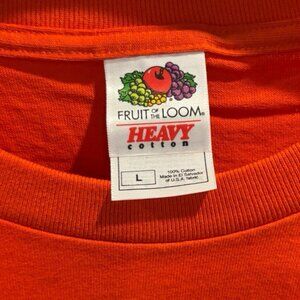 FRUIT OF THE LOOM®
HEAVY
cotton
L
100% Cotton
Made in El Salvador
of U.S.A. fabric